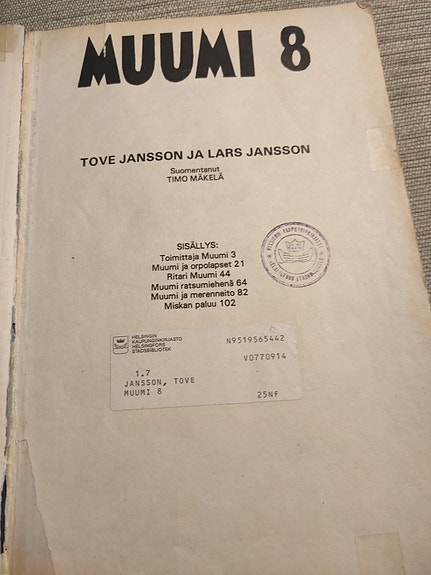 MUUMI 8
TOVE JANSSON JA LARS JANSSON
Suomentanut
TIMO MÄKELÄ
SISÄLLYS:
Toimittaja Muumi 3
Muumi ja orpolapset 21
Ritari Muumi 44
Muumi ratsumiehenä 64
Muumi ja merenneito 82
Miskan paluu 102
HELSINGIN KAUPUNGINKIRJASTO
HELSINGIN
KAUPUNGINKIRJASTO
HELSINGFORS
STADSBIBLIOTEK
N9519565442
V0770914
1.7
JANSSON, TOVE
MUUMI 8
25NF